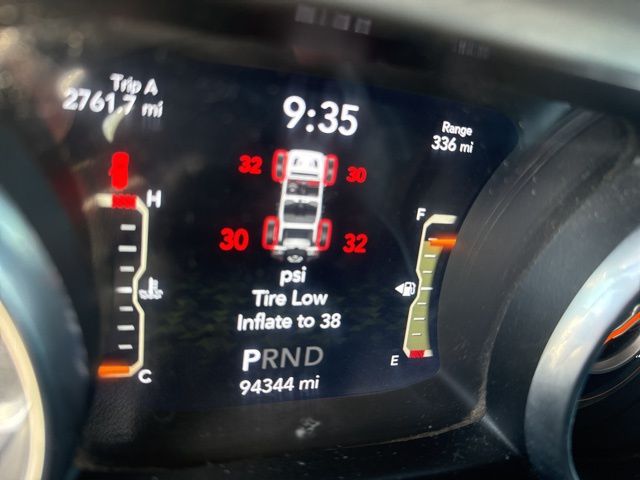 Trip A
2761.7 mi
9:35
Range
336 mi
32
30
30
32
H
C
F
E
psi
Tire Low
Inflate to 38
PRND
94344 mi